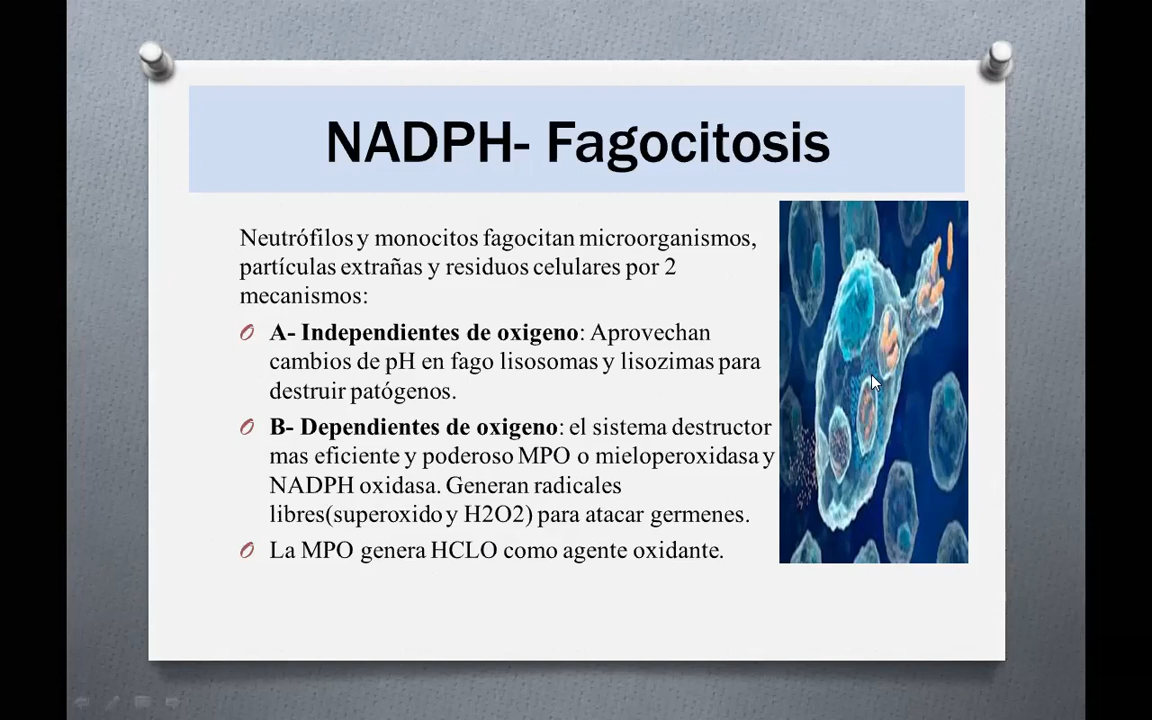 NADPH- Fagocitosis
Neutrófilos y monocitos fagocitan microorganismos,
partículas extrañas y residuos celulares por 2
mecanismos:
A- Independientes de oxigeno: Aprovechan
cambios de pH en fago lisosomas y lisozimas para
destruir patógenos.
B- Dependientes de oxigeno: el sistema destructor
mas eficiente y poderoso MPO o mieloperoxidasa y
NADPH oxidasa. Generan radicales
libres(superoxido y H2O2) para atacar germenes.
La MPO genera HCLO como agente oxidante.